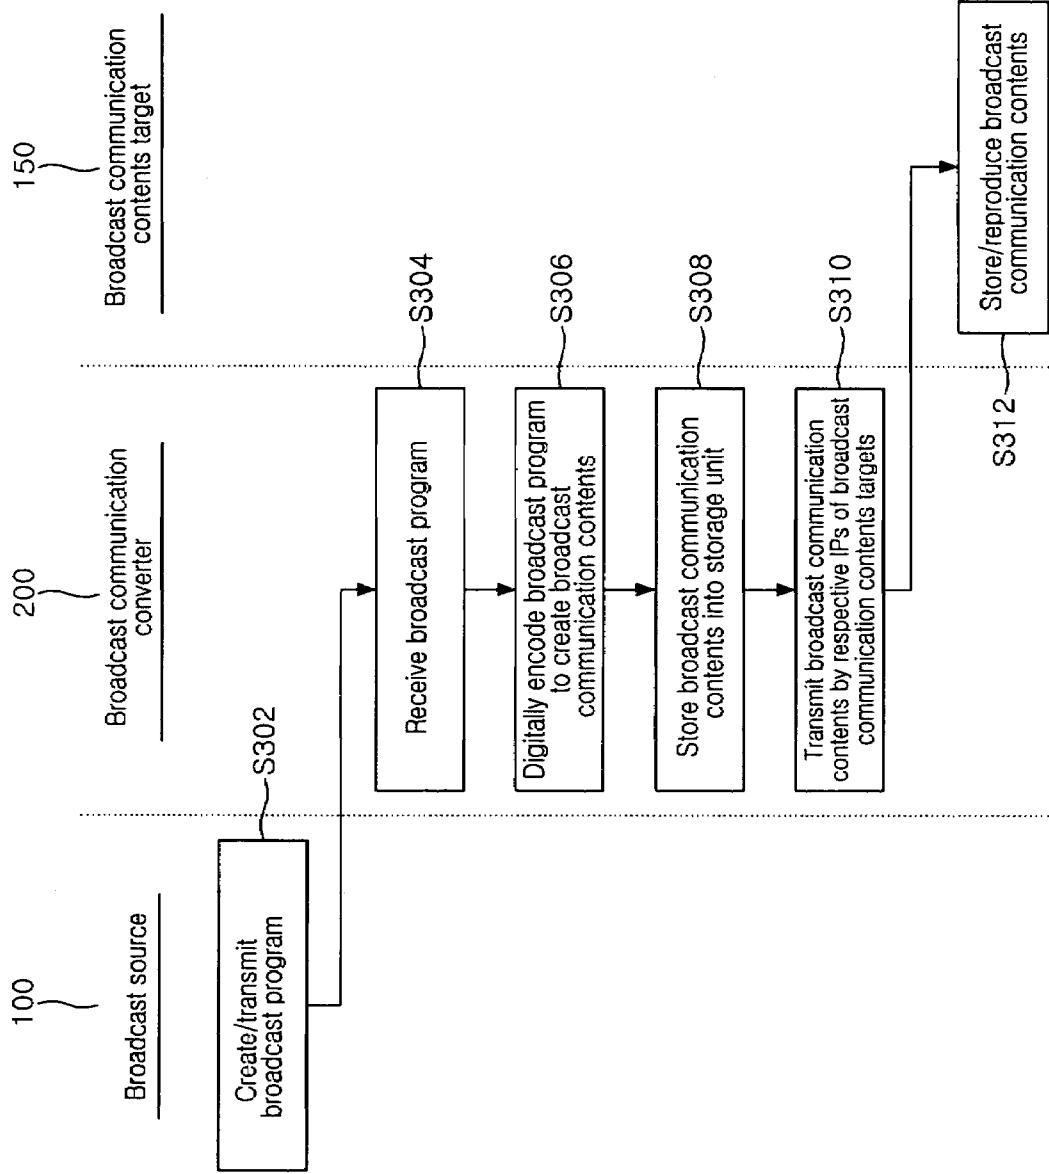 100
Broadcast source
200
Broadcast communication
converter
150
Broadcast communication
contents target
Create/transmit
broadcast program
S302
Receive broadcast program
S304
Digitally encode broadcast program
to create broadcast
communication contents
S306
Store broadcast communication
contents into storage unit
S308
Transmit broadcast communication
contents by respective IPs of broadcast
communication contents targets
S310
Store/reproduce broadcast
communication contents
S312